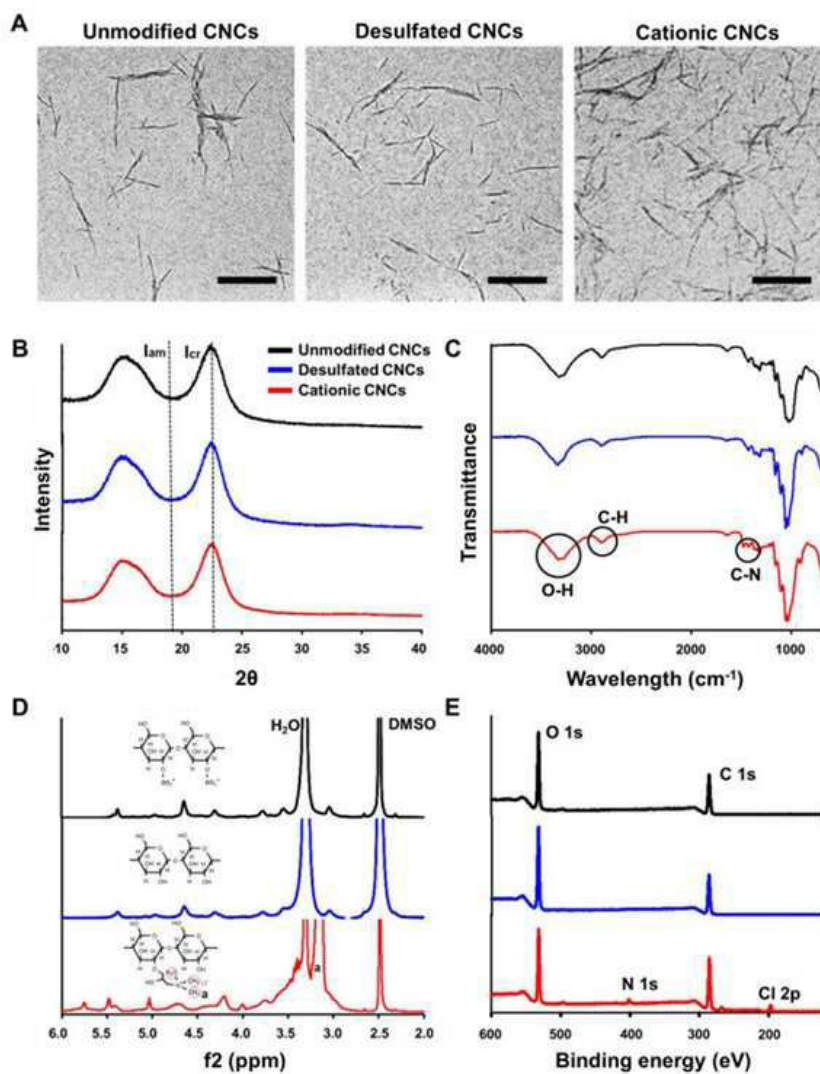 A
Unmodified CNCs
Desulfated CNCs
Cationic CNCs
B
Iam
Icr
Unmodified CNCs
Desulfated CNCs
Cationic CNCs
Intensity
10 15 20 25 30 35 40
2θ
C
Transmittance
O-H
C-H
C-N
4000 3000 2000 1000
Wavelength (cm-1)
D
H2O
DMSO
a
a
6.0 5.5 5.0 4.5 4.0 3.5 3.0 2.5 2.0
f2 (ppm)
E
O 1s
C 1s
N 1s
Cl 2p
600 500 400 300 200
Binding energy (eV)